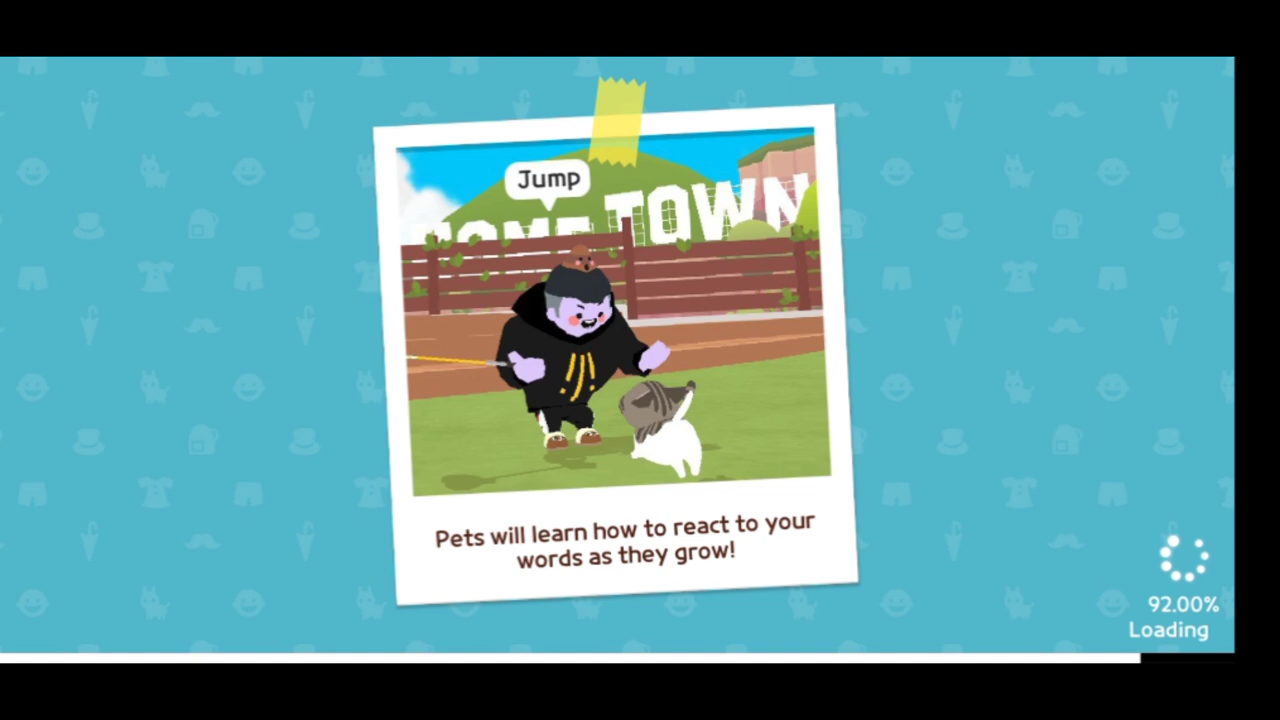 Jump
TOWN
Pets will learn how to react to your
words as they grow!
92.00%
Loading